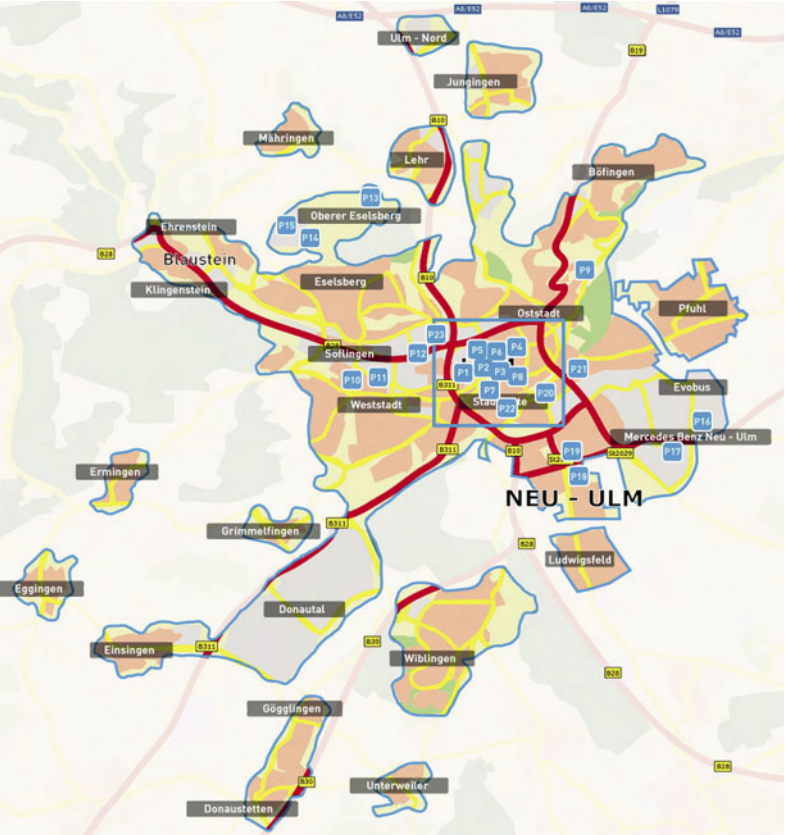 A8/E52
A8/E52
A8/E52
L1079
A8/E52
Ulm - Nord
B19
Jungingen
B10
Mähringen
Lehr
Böfingen
P13
Oberer Eselsberg
P15
P14
Ehrenstein
B28
Blaustein
Klingenstein
Eselsberg
B10
P9
Pfuhl
Oststadt
P23
P12
Söflingen
P5
P6
P4
P1
P2
P3
P8
P21
P10
P11
B311
P7
P20
Evobus
Weststadt
P22
P16
Mercedes Benz Neu - Ulm
B311
B10
P19
St2029
P17
Ermingen
P18
NEU - ULM
B311
Grimmelfingen
B28
Ludwigsfeld
Eggingen
Donautal
Einsingen
B311
B30
Wiblingen
B28
Gögglingen
B28
B30
Unterweiler
Donaustetten